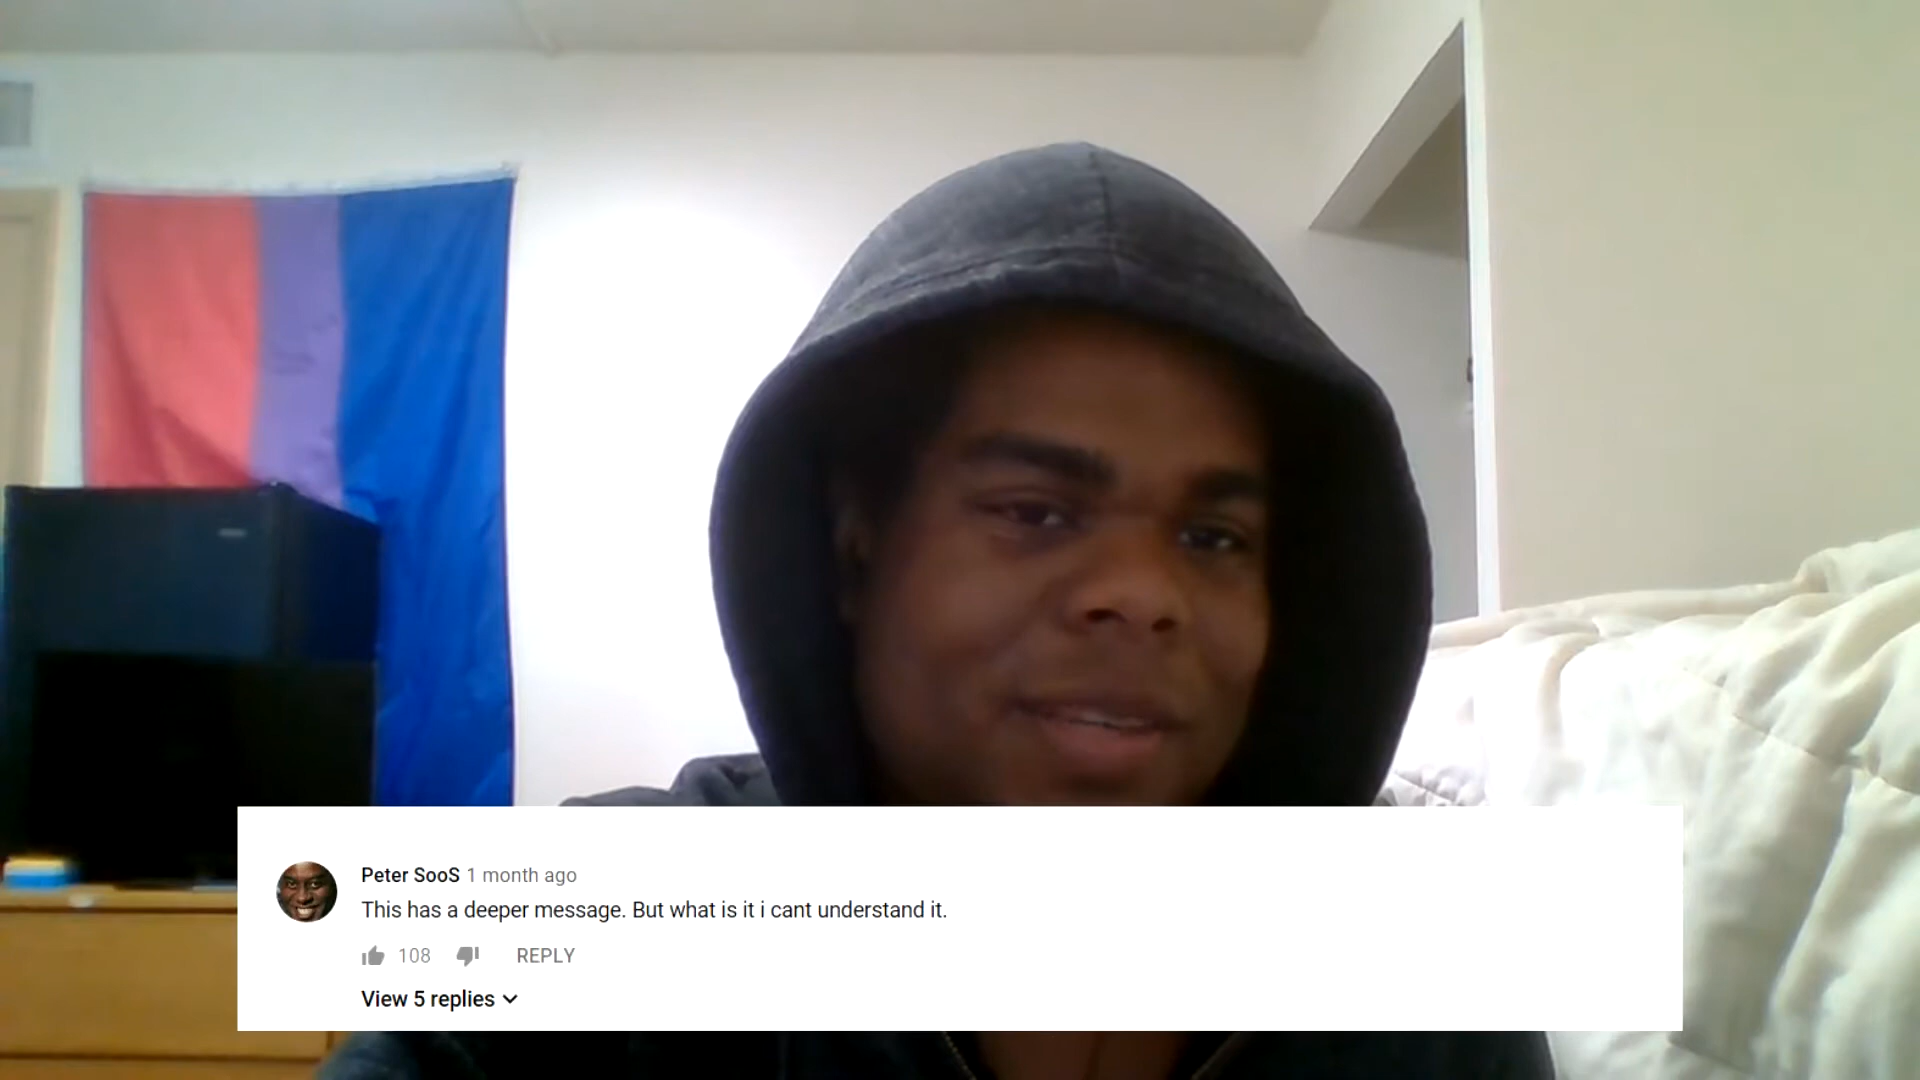 Peter SooS 1 month ago
This has a deeper message. But what is it i cant understand it.
108 REPLY
View 5 replies